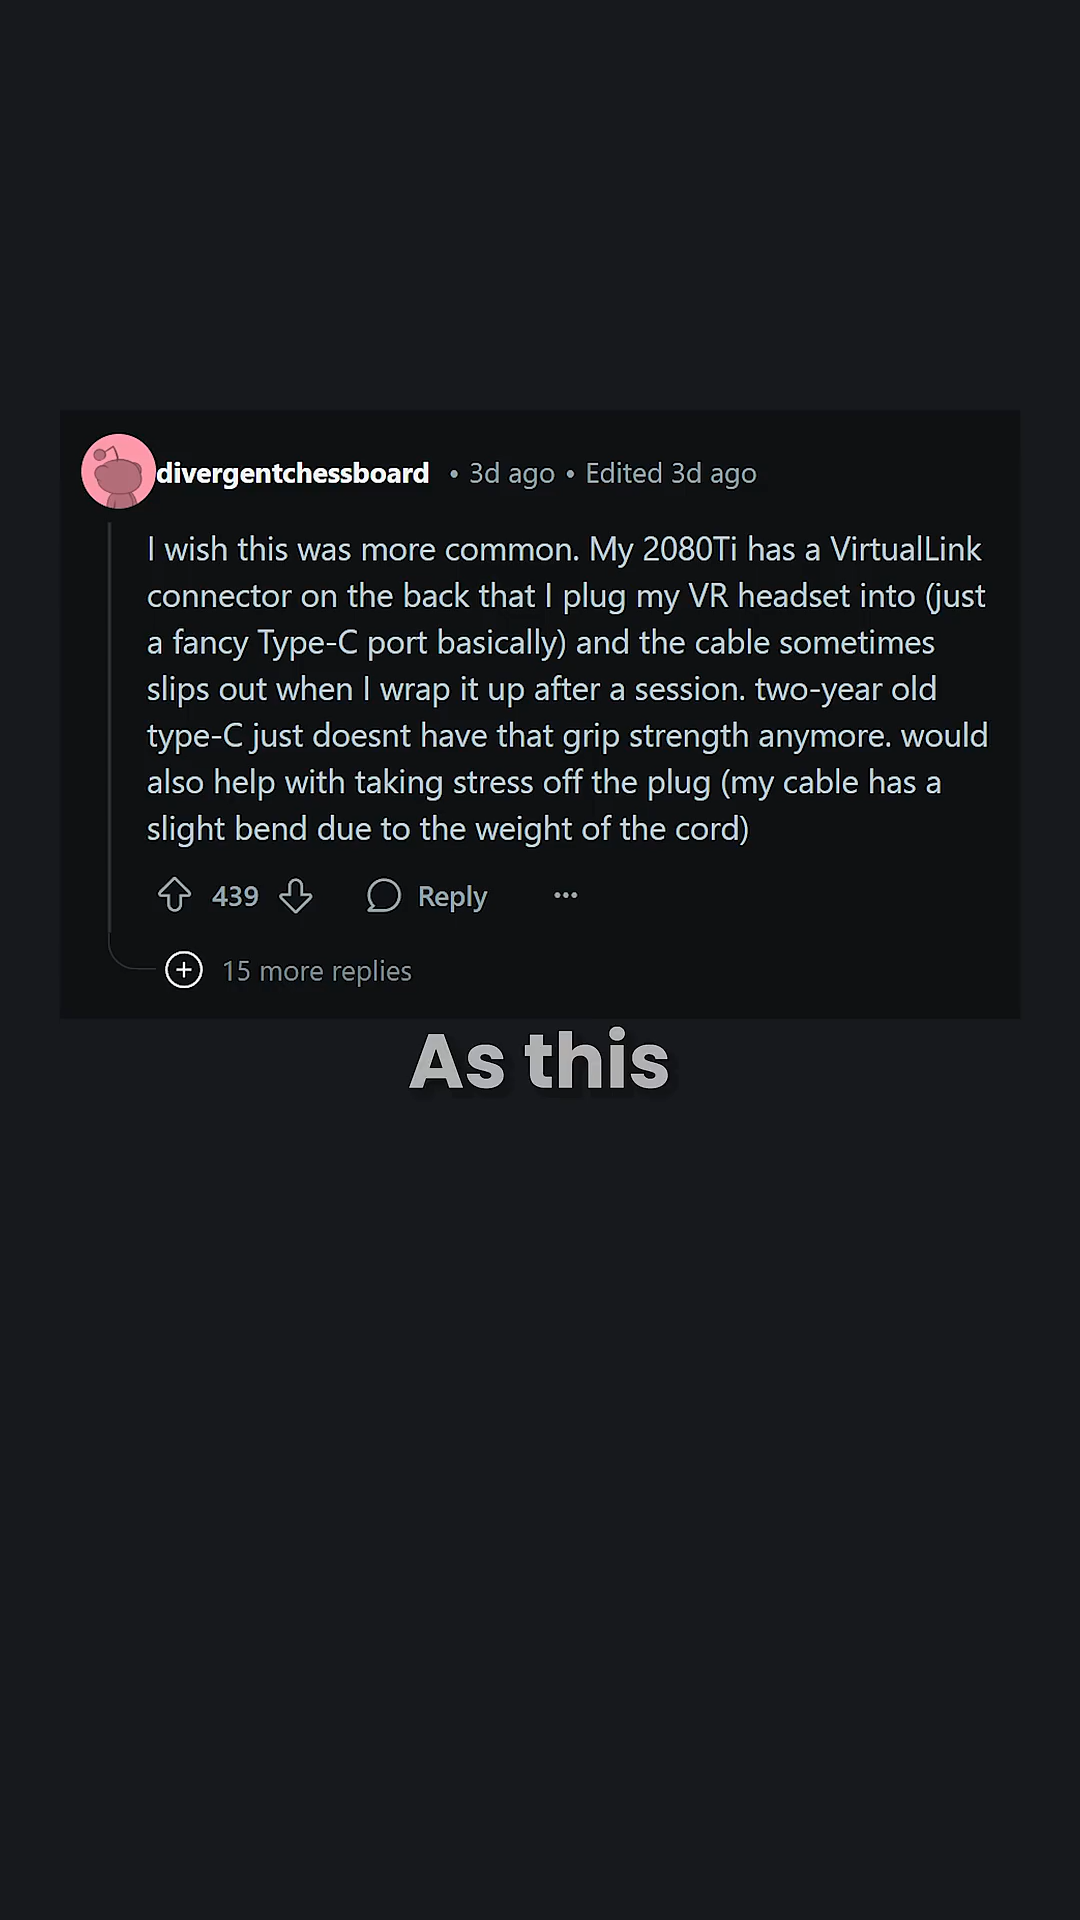 divergentchessboard • 3d ago • Edited 3d ago
I wish this was more common. My 2080Ti has a VirtualLink
connector on the back that I plug my VR headset into (just
a fancy Type-C port basically) and the cable sometimes
slips out when I wrap it up after a session. two-year old
type-C just doesnt have that grip strength anymore. would
also help with taking stress off the plug (my cable has a
slight bend due to the weight of the cord)
439 Reply ...
15 more replies
As this